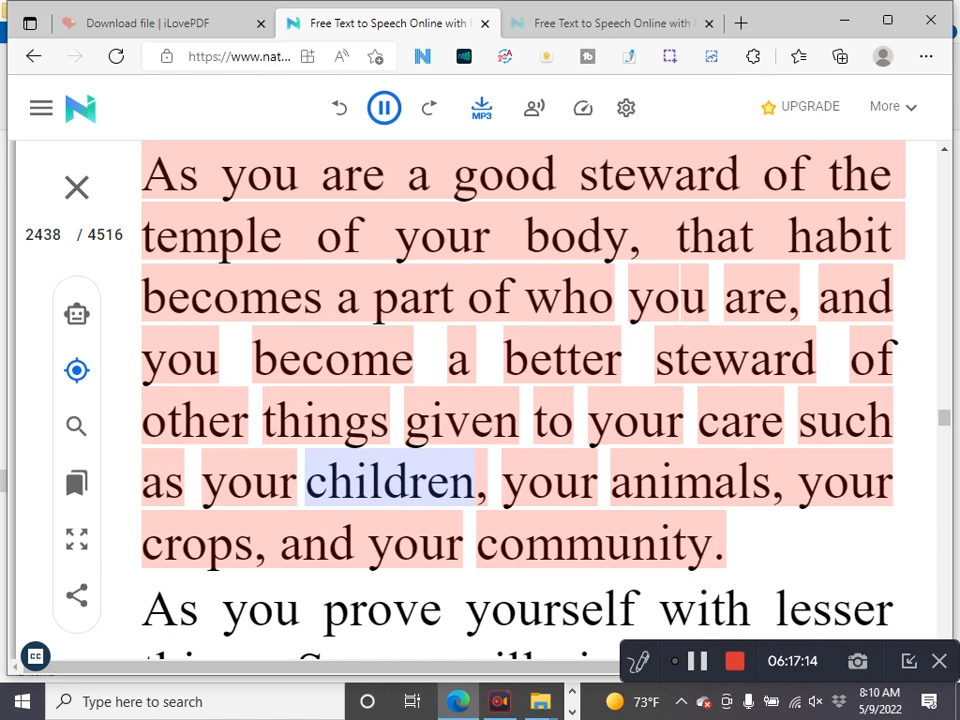 Download file | iLovePDF
Free Text to Speech Online with
Free Text to Speech Online with
https://www.nat...
UPGRADE
More
MP3
2438 / 4516
As you are a good steward of the
temple of your body, that habit
becomes a part of who you are, and
you become a better steward of
other things given to your care such
as your children, your animals, your
crops, and your community.
As you prove yourself with lesser
CC
06:17:14
Type here to search
73°F
8:10 AM
5/9/2022